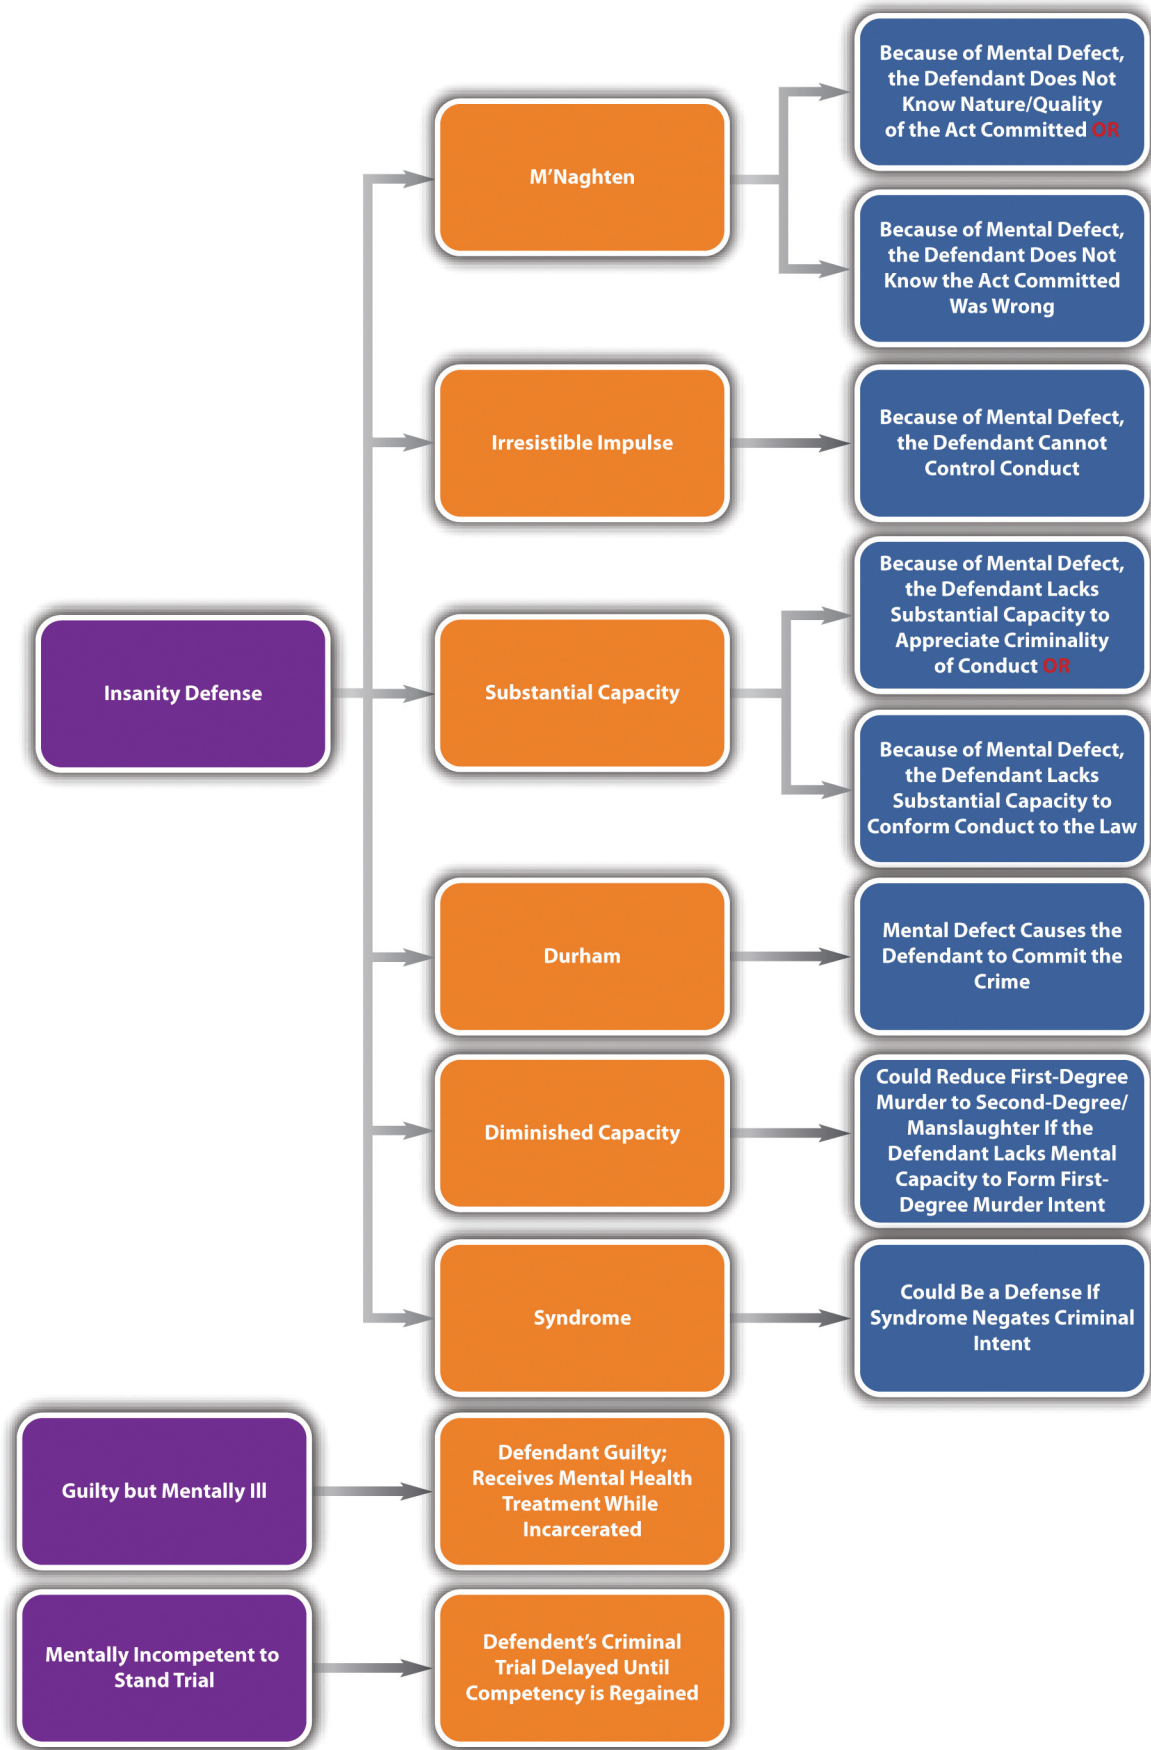 Insanity Defense
M'Naghten
Because of Mental Defect,
the Defendant Does Not
Know Nature/Quality
of the Act Committed OR
Because of Mental Defect,
the Defendant Does Not
Know the Act Committed
Was Wrong
Irresistible Impulse
Because of Mental Defect,
the Defendant Cannot
Control Conduct
Substantial Capacity
Because of Mental Defect,
the Defendant Lacks
Substantial Capacity to
Appreciate Criminality
of Conduct OR
Because of Mental Defect,
the Defendant Lacks
Substantial Capacity to
Conform Conduct to the Law
Durham
Mental Defect Causes the
Defendant to Commit the
Crime
Diminished Capacity
Could Reduce First-Degree
Murder to Second-Degree/
Manslaughter If the
Defendant Lacks Mental
Capacity to Form First-
Degree Murder Intent
Syndrome
Could Be a Defense If
Syndrome Negates Criminal
Intent
Guilty but Mentally Ill
Defendant Guilty;
Receives Mental Health
Treatment While
Incarcerated
Mentally Incompetent to
Stand Trial
Defendent's Criminal
Trial Delayed Until
Competency is Regained